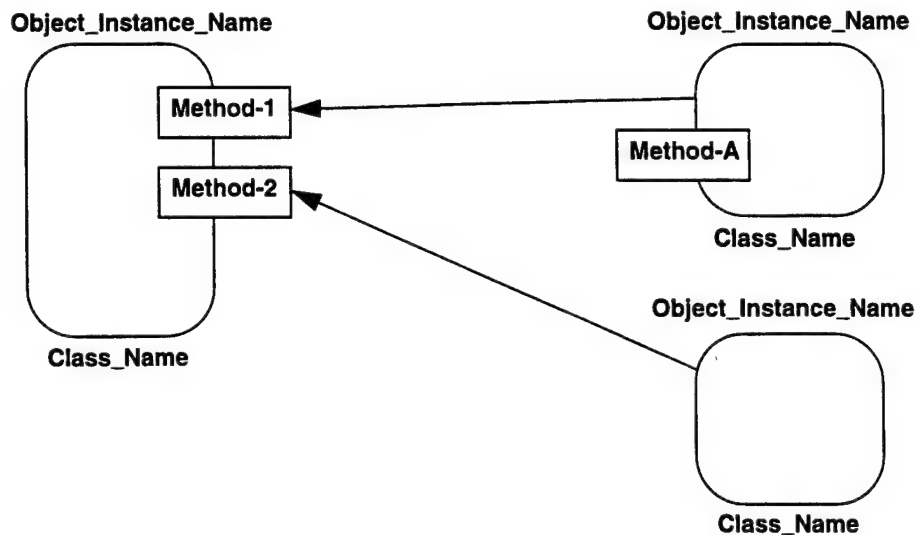 Object_Instance_Name
Method-1
Method-2
Class_Name
Object_Instance_Name
Method-A
Class_Name
Object_Instance_Name
Class_Name